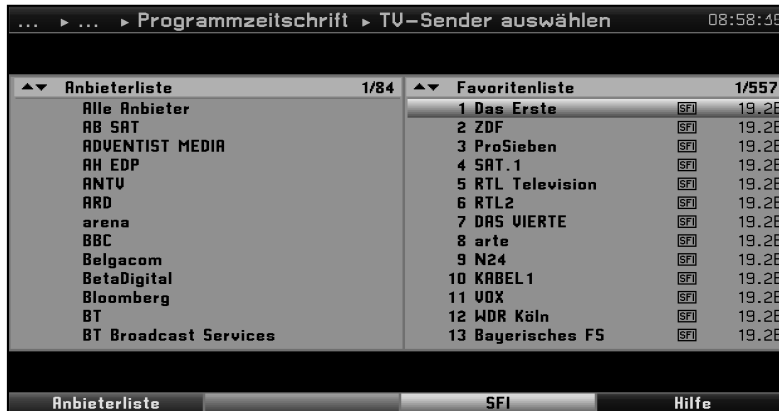 ... ▸ ... ▸ Programmzeitschrift ▸ TV-Sender auswählen 08:58:
Anbieterliste 1/84
Alle Anbieter
AB SAT
ADVENTIST MEDIA
AH EDP
ANTV
ARD
arena
BBC
Belgacom
BetaDigital
Bloomberg
BT
BT Broadcast Services
Favoritenliste 1/557
1 Das Erste SFI 19.2E
2 ZDF SFI 19.2E
3 ProSieben SFI 19.2E
4 SAT.1 SFI 19.2E
5 RTL Television SFI 19.2E
6 RTL2 SFI 19.2E
7 DAS VIERTE SFI 19.2E
8 arte SFI 19.2E
9 N24 SFI 19.2E
10 KABEL1 SFI 19.2E
11 VOX SFI 19.2E
12 WDR Köln SFI 19.2E
13 Bayerisches FS SFI 19.2E
Anbieterliste SFI Hilfe